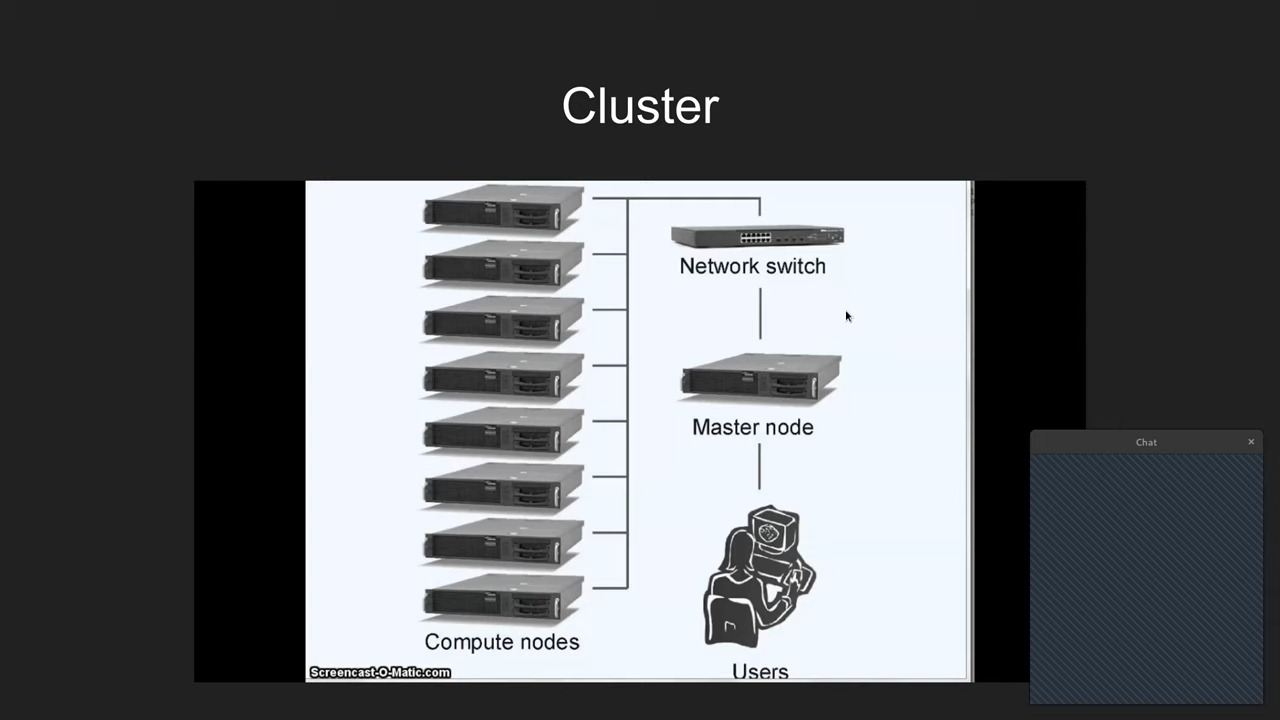 Cluster
Network switch
Master node
Compute nodes
Users
Screencast-O-Matic.com
Chat